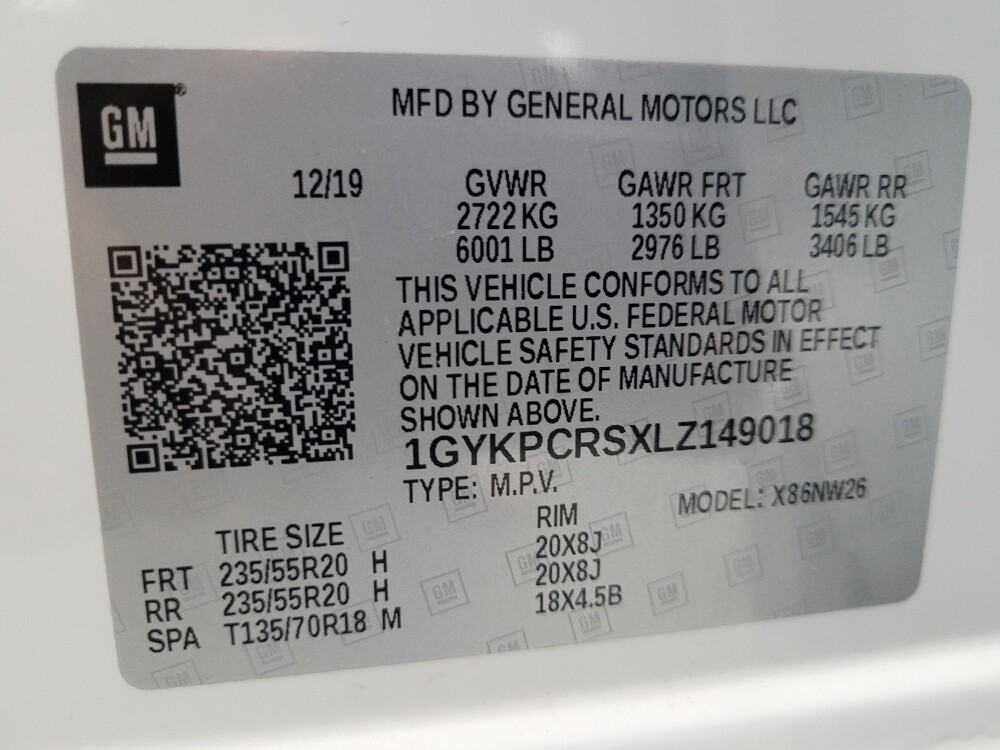 GM
MFD BY GENERAL MOTORS LLC
12/19 GVWR GAWR FRT GAWR RR
2722 KG 1350 KG 1545 KG
6001 LB 2976 LB 3406 LB
THIS VEHICLE CONFORMS TO ALL
APPLICABLE U.S. FEDERAL MOTOR
VEHICLE SAFETY STANDARDS IN EFFECT
ON THE DATE OF MANUFACTURE
SHOWN ABOVE.
1GYKPCRSXLZ149018
TYPE: M.P.V. MODEL: X86NW26
TIRE SIZE RIM
FRT 235/55R20 H 20X8J
RR 235/55R20 H 20X8J
SPA T135/70R18 M 18X4.5B